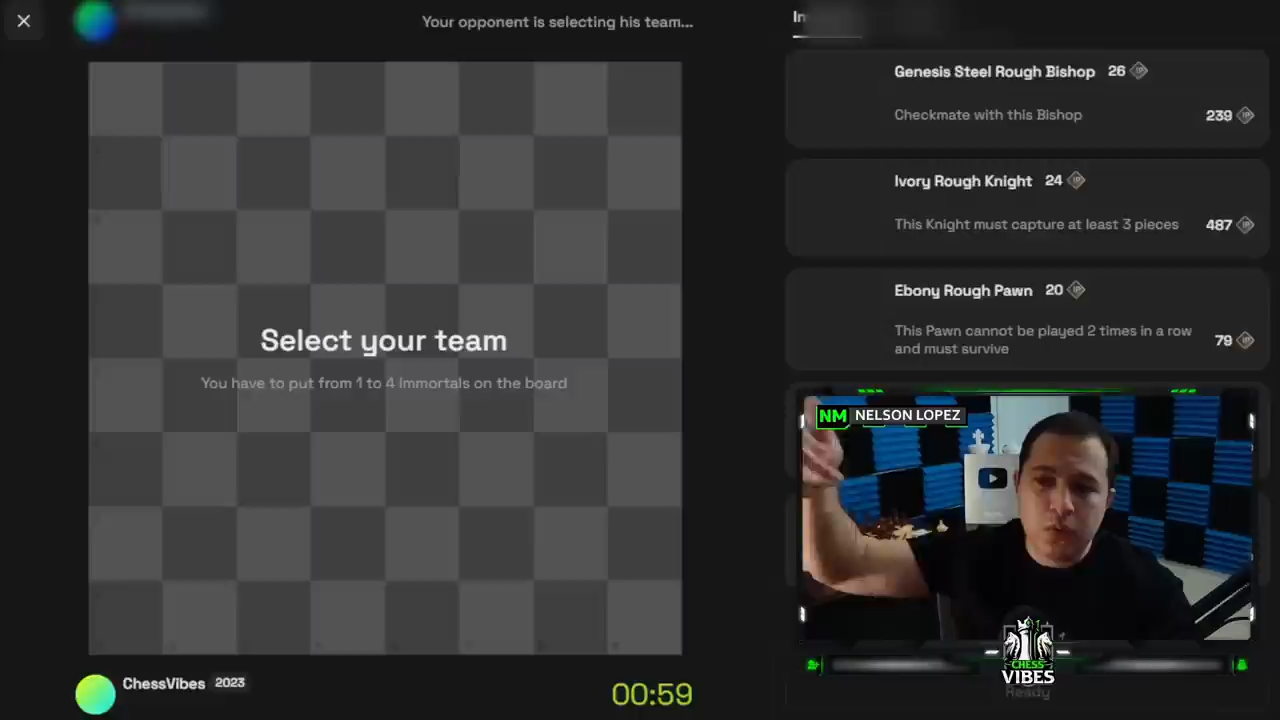 Your opponent is selecting his team...
In
Genesis Steel Rough Bishop 26
Checkmate with this Bishop 239
Ivory Rough Knight 24
This Knight must capture at least 3 pieces 487
Ebony Rough Pawn 20
This Pawn cannot be played 2 times in a row
and must survive 79
Select your team
You have to put from 1 to 4 Immortals on the board
NM NELSON LOPEZ
CHESS
VIBES
Ready
ChessVibes 2023
00:59